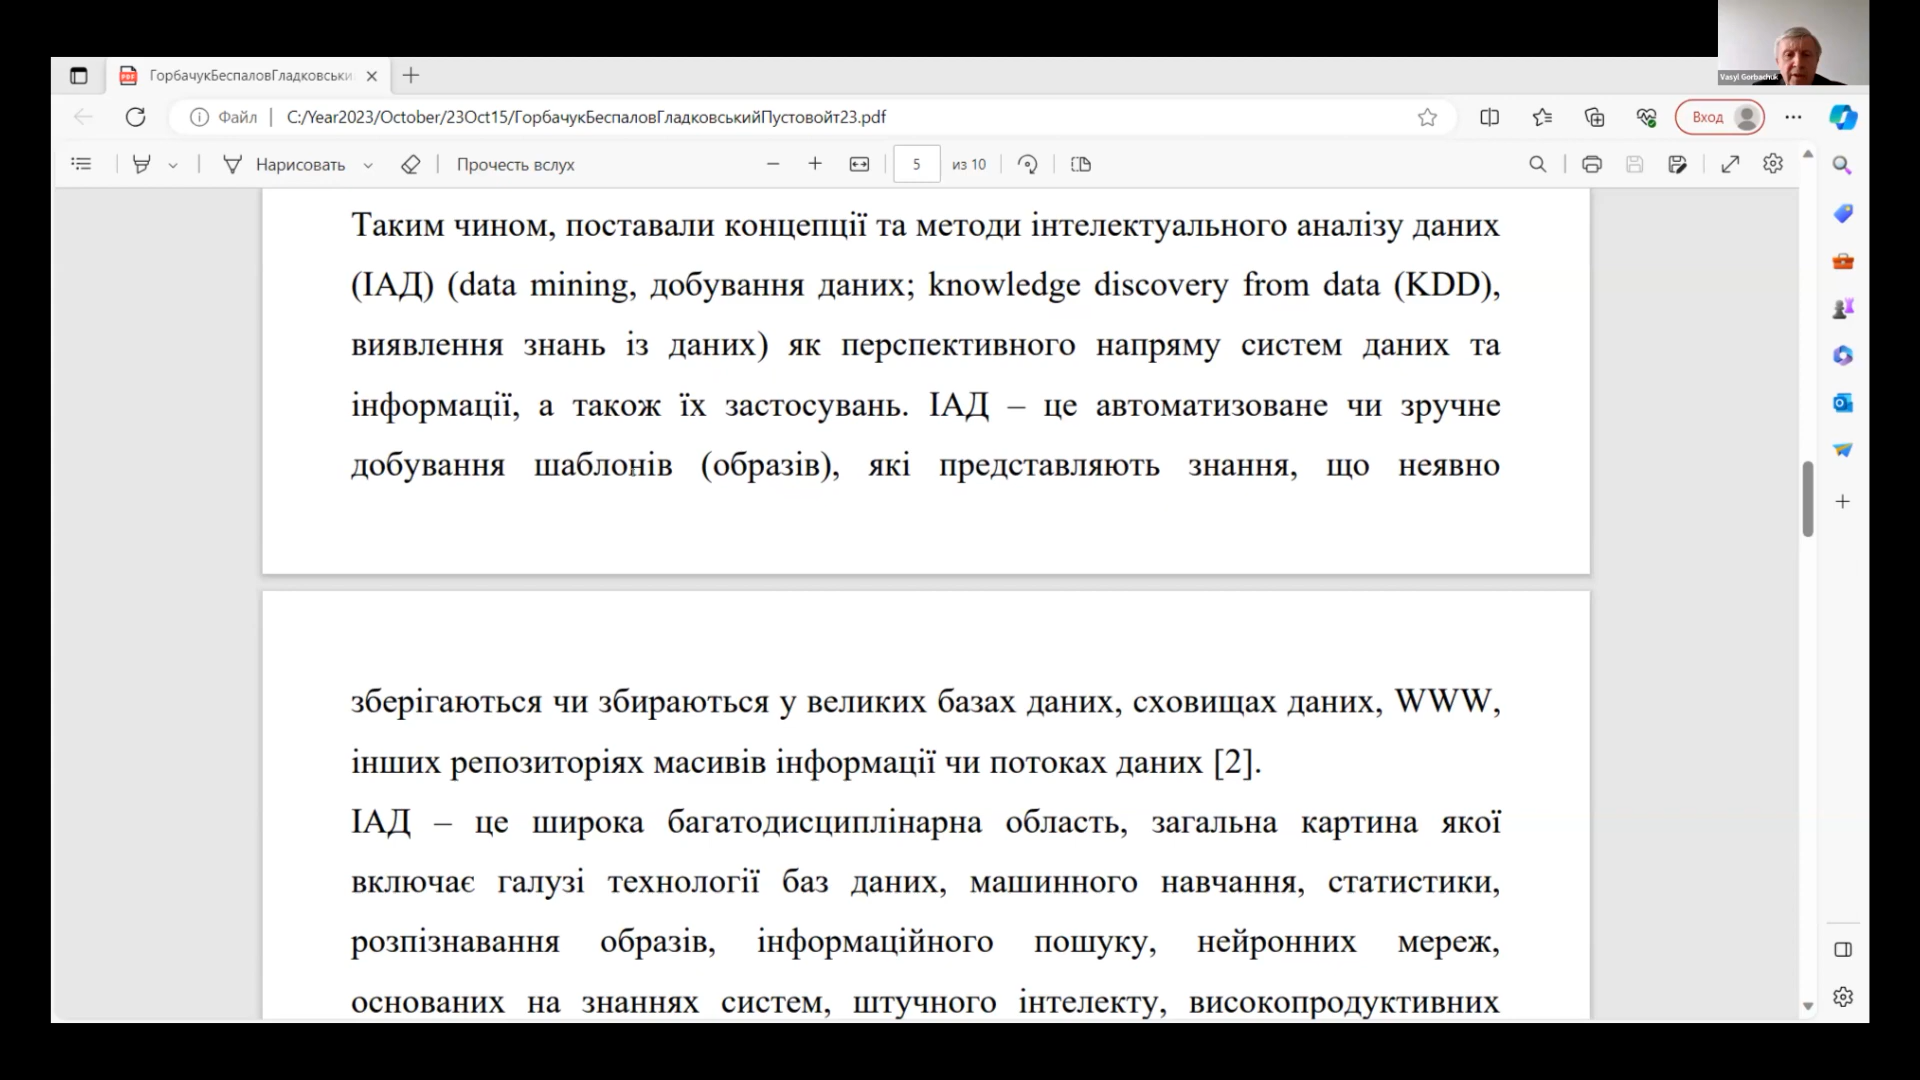 Vasyl Gorbachuk
ГорбачукБеспаловГладковськи
Файл
C:/Year2023/October/23Oct15/ГорбачукБеспаловГладковськийПустовойт23.pdf
Вход
Нарисовать
Прочесть вслух
5
из 10
Таким чином, поставали концепції та методи інтелектуального аналізу даних
(ІАД) (data mining, добування даних; knowledge discovery from data (KDD),
виявлення знань із даних) як перспективного напряму систем даних та
інформації, а також їх застосувань. ІАД – це автоматизоване чи зручне
добування шаблонів (образів), які представляють знання, що неявно
зберігаються чи збираються у великих базах даних, сховищах даних, WWW,
інших репозиторіях масивів інформації чи потоках даних [2].
ІАД – це широка багатодисциплінарна область, загальна картина якої
включає галузі технології баз даних, машинного навчання, статистики,
розпізнавання образів, інформаційного пошуку, нейронних мереж,
основаних на знаннях систем, штучного інтелекту, високопродуктивних